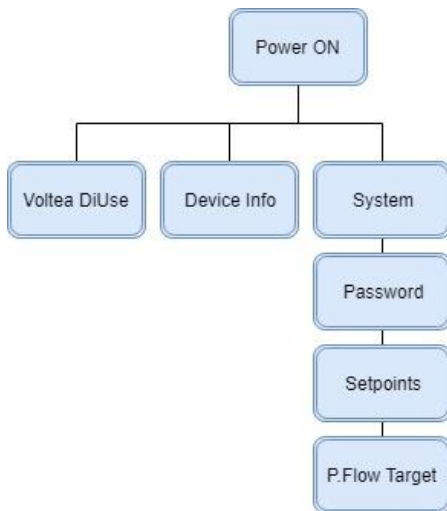 Power ON
Voltea DiUse
Device Info
System
Password
Setpoints
P.Flow Target